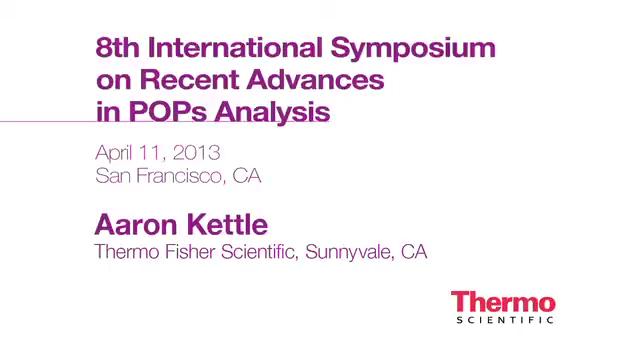 8th International Symposium
on Recent Advances
in POPs Analysis
April 11, 2013
San Francisco, CA
Aaron Kettle
Thermo Fisher Scientific, Sunnyvale, CA
Thermo
SCIENTIFIC